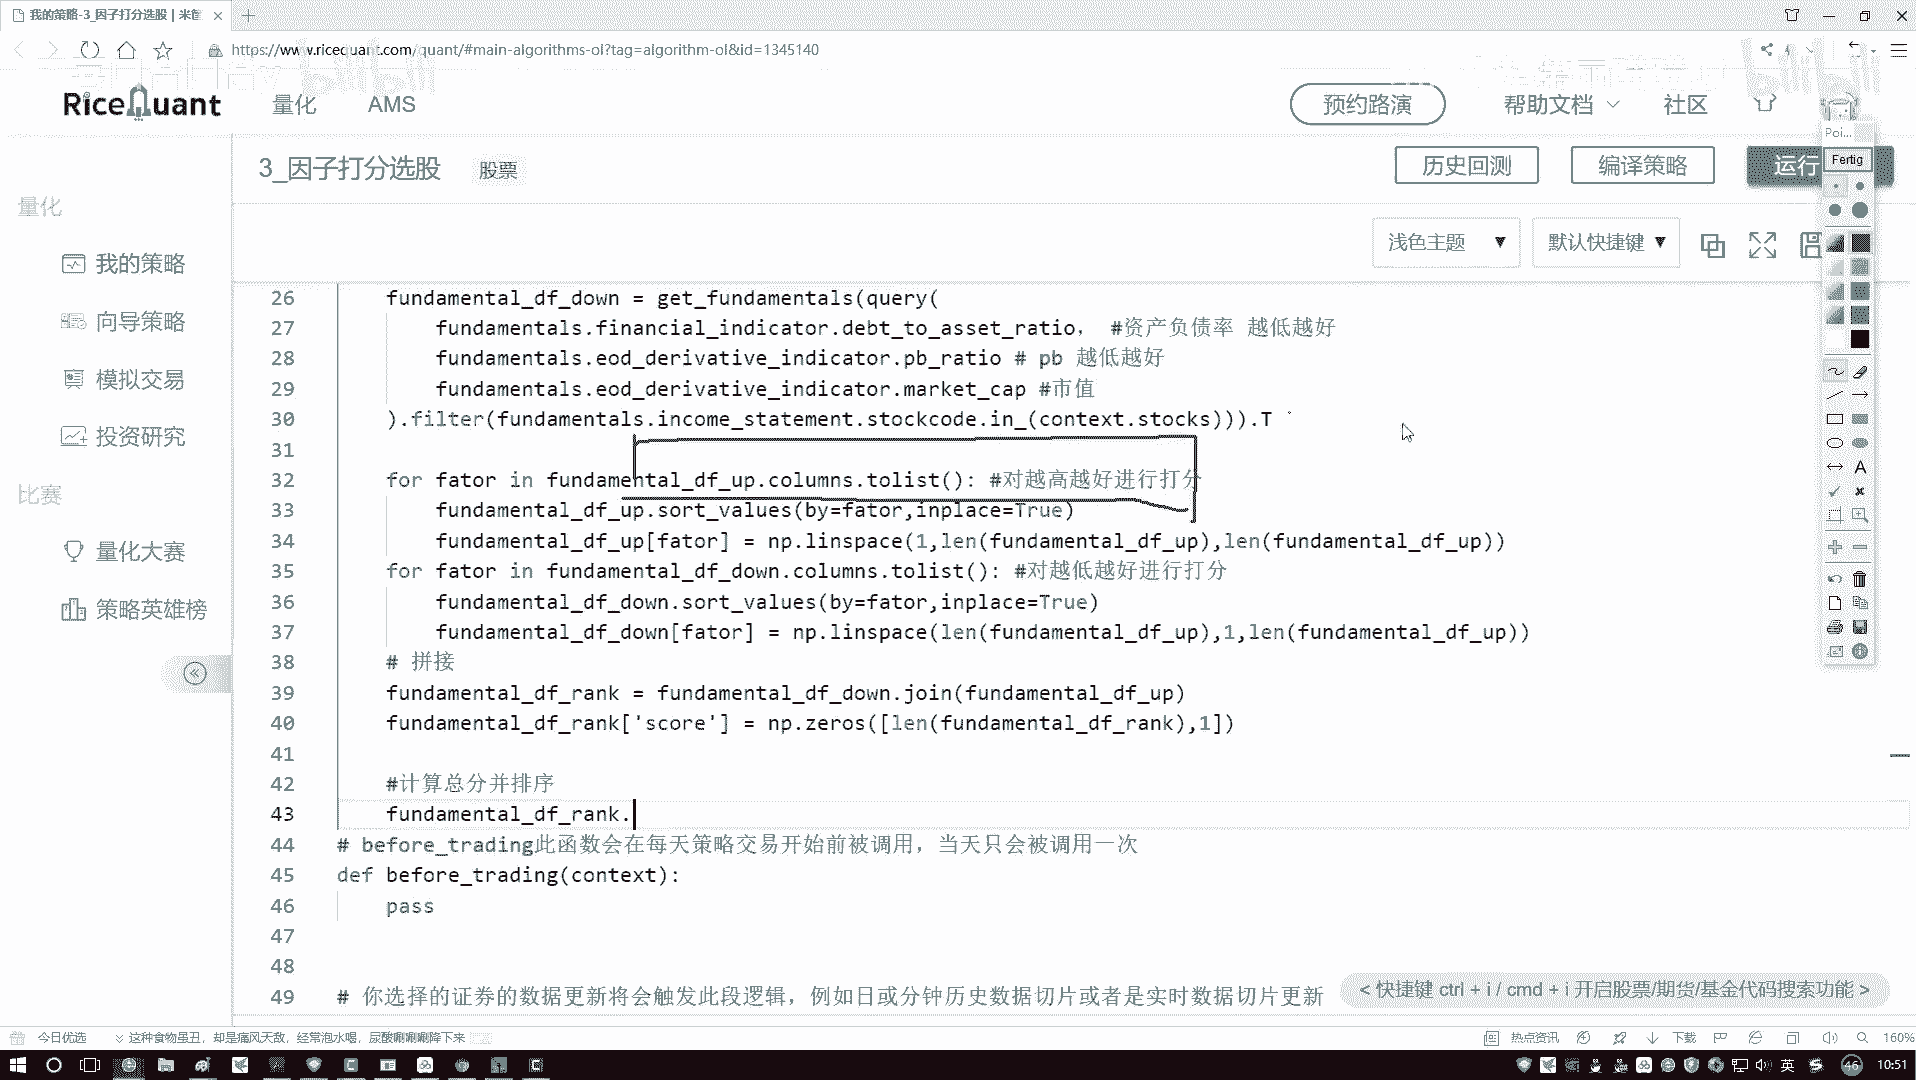 我的策略-3_因子打分选股 | 米筐
https://www.ricequant.com/quant/#main-algorithms-ol?tag=algorithm-ol&id=1345140
bilibili
bilibili
RiceQuant 量化 AMS 预约路演 帮助文档 社区
Poi...
Fertig
3_因子打分选股 股票 历史回测 编译策略 运行
量化
我的策略
向导策略
模拟交易
投资研究
比赛
量化大赛
策略英雄榜
浅色主题 默认快捷键
26 fundamental_df_down = get_fundamentals(query(
27 fundamentals.financial_indicator.debt_to_asset_ratio， #资产负债率 越低越好
28 fundamentals.eod_derivative_indicator.pb_ratio # pb 越低越好
29 fundamentals.eod_derivative_indicator.market_cap #市值
30 ).filter(fundamentals.income_statement.stockcode.in_(context.stocks))).T
31
32 for fator in fundamental_df_up.columns.tolist(): #对越高越好进行打分
33 fundamental_df_up.sort_values(by=fator,inplace=True)
34 fundamental_df_up[fator] = np.linspace(1,len(fundamental_df_up),len(fundamental_df_up))
35 for fator in fundamental_df_down.columns.tolist(): #对越低越好进行打分
36 fundamental_df_down.sort_values(by=fator,inplace=True)
37 fundamental_df_down[fator] = np.linspace(len(fundamental_df_up),1,len(fundamental_df_up))
38 # 拼接
39 fundamental_df_rank = fundamental_df_down.join(fundamental_df_up)
40 fundamental_df_rank['score'] = np.zeros([len(fundamental_df_rank),1])
41
42 #计算总分并排序
43 fundamental_df_rank.
44 # before_trading此函数会在每天策略交易开始前被调用，当天只会被调用一次
45 def before_trading(context):
46 pass
47
48
49 # 你选择的证券的数据更新将会触发此段逻辑，例如日或分钟历史数据切片或者是实时数据切片更新
< 快捷键 ctrl + i / cmd + i 开启股票/期货/基金代码搜索功能 >
今日优选 这种食物虽丑，却是痛风天敌，经常泡水喝，尿酸唰唰唰降下来 热点资讯 下载 160%
英 46 10:51